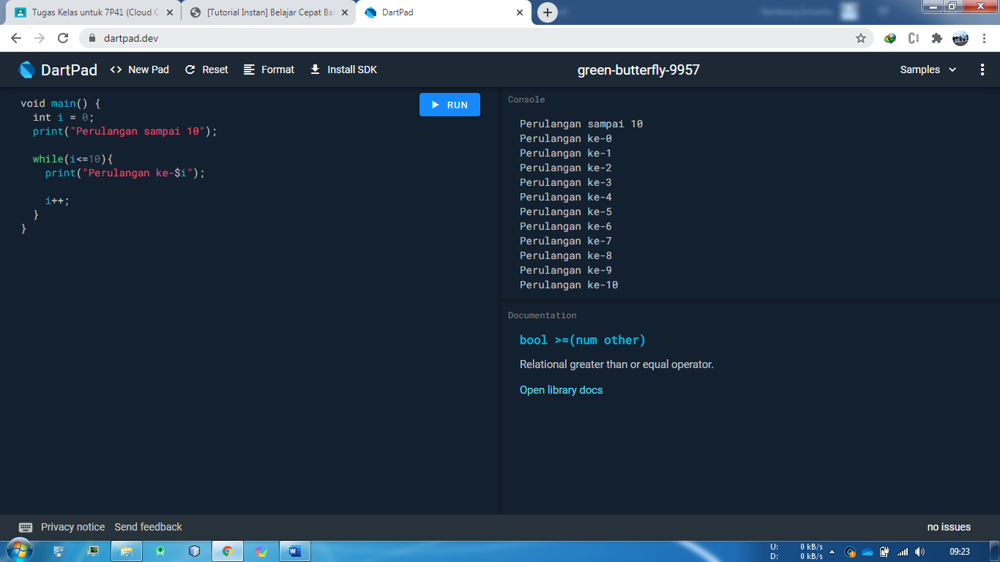 Tugas Kelas untuk 7P41 (Cloud C
[Tutorial Instan] Belajar Cepat Bah
DartPad
dartpad.dev
DartPad
<> New Pad
Reset
Format
Install SDK
green-butterfly-9957
Samples
void main() {
int i = 0;
print("Perulangan sampai 10");
while(i<=10){
print("Perulangan ke-$i");
i++;
}
}
RUN
Console
Perulangan sampai 10
Perulangan ke-0
Perulangan ke-1
Perulangan ke-2
Perulangan ke-3
Perulangan ke-4
Perulangan ke-5
Perulangan ke-6
Perulangan ke-7
Perulangan ke-8
Perulangan ke-9
Perulangan ke-10
Documentation
bool >=(num other)
Relational greater than or equal operator.
Open library docs
Privacy notice Send feedback
no issues
U: 0 kB/s
D: 0 kB/s
09:23